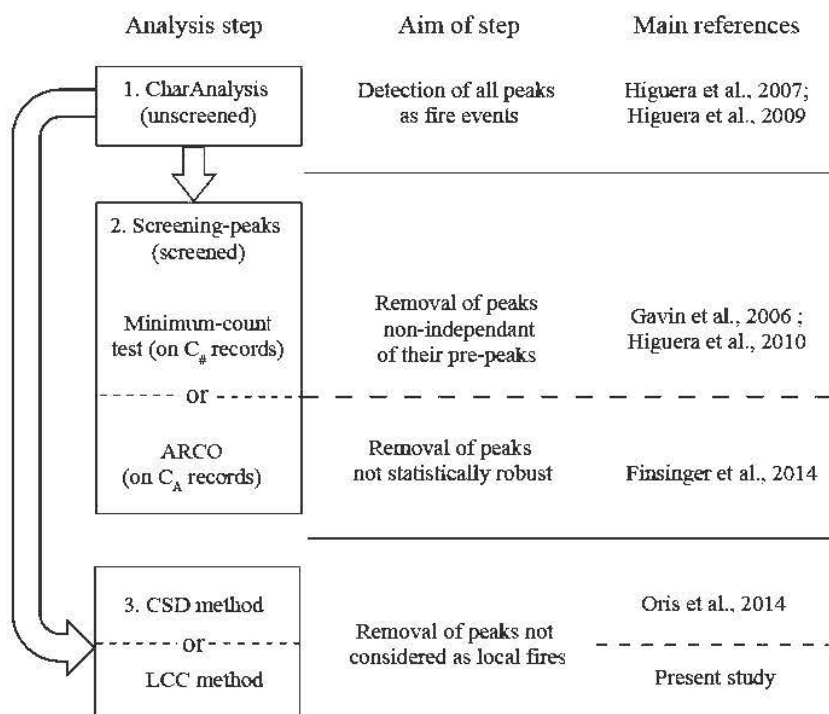 Analysis step
Aim of step
Main references
1. CharAnalysis
(unscreened)
Detection of all peaks
as fire events
Higuera et al., 2007;
Higuera et al., 2009
2. Screening-peaks
(screened)
Minimum-count
test (on C# records)
Removal of peaks
non-independant
of their pre-peaks
Gavin et al., 2006 ;
Higuera et al., 2010
or
ARCO
(on CA records)
Removal of peaks
not statistically robust
Finsinger et al., 2014
3. CSD method
or
LCC method
Removal of peaks not
considered as local fires
Oris et al., 2014
Present study